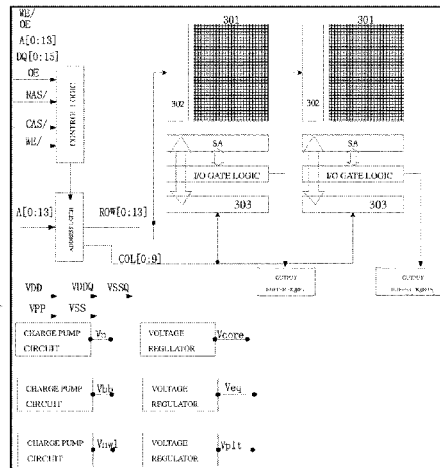 WE/
OE
A[0:13]
DQ[0:15]
OE
RAS/
CAS/
WE/
CONTROL LOGIC
A[0:13]
ADDRESS LATCH
ROW[0:13]
COL[0:9]
301
302
SA
I/O GATE LOGIC
303
301
302
SA
I/O GATE LOGIC
303
OUTPUT
OUTPUT
VDD VDDQ VSSQ
VPP VSS
CHARGE PUMP
CIRCUIT
VOLTAGE
REGULATOR
Vcore
CHARGE PUMP
CIRCUIT
Vbb
VOLTAGE
REGULATOR
Veq
CHARGE PUMP
CIRCUIT
Vnwl
VOLTAGE
REGULATOR
Vplt